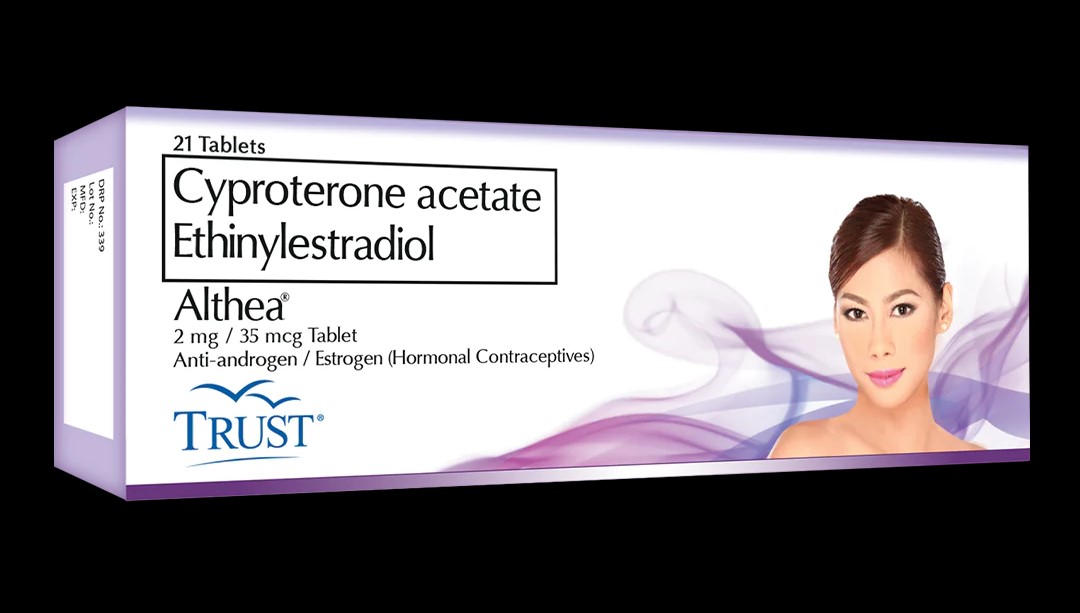 21 Tablets
Cyproterone acetate
Ethinylestradiol
Althea®
2 mg / 35 mcg Tablet
Anti-androgen / Estrogen (Hormonal Contraceptives)
TRUST®
DRP No.: 339
Lot No.:
MFD:
EXP: